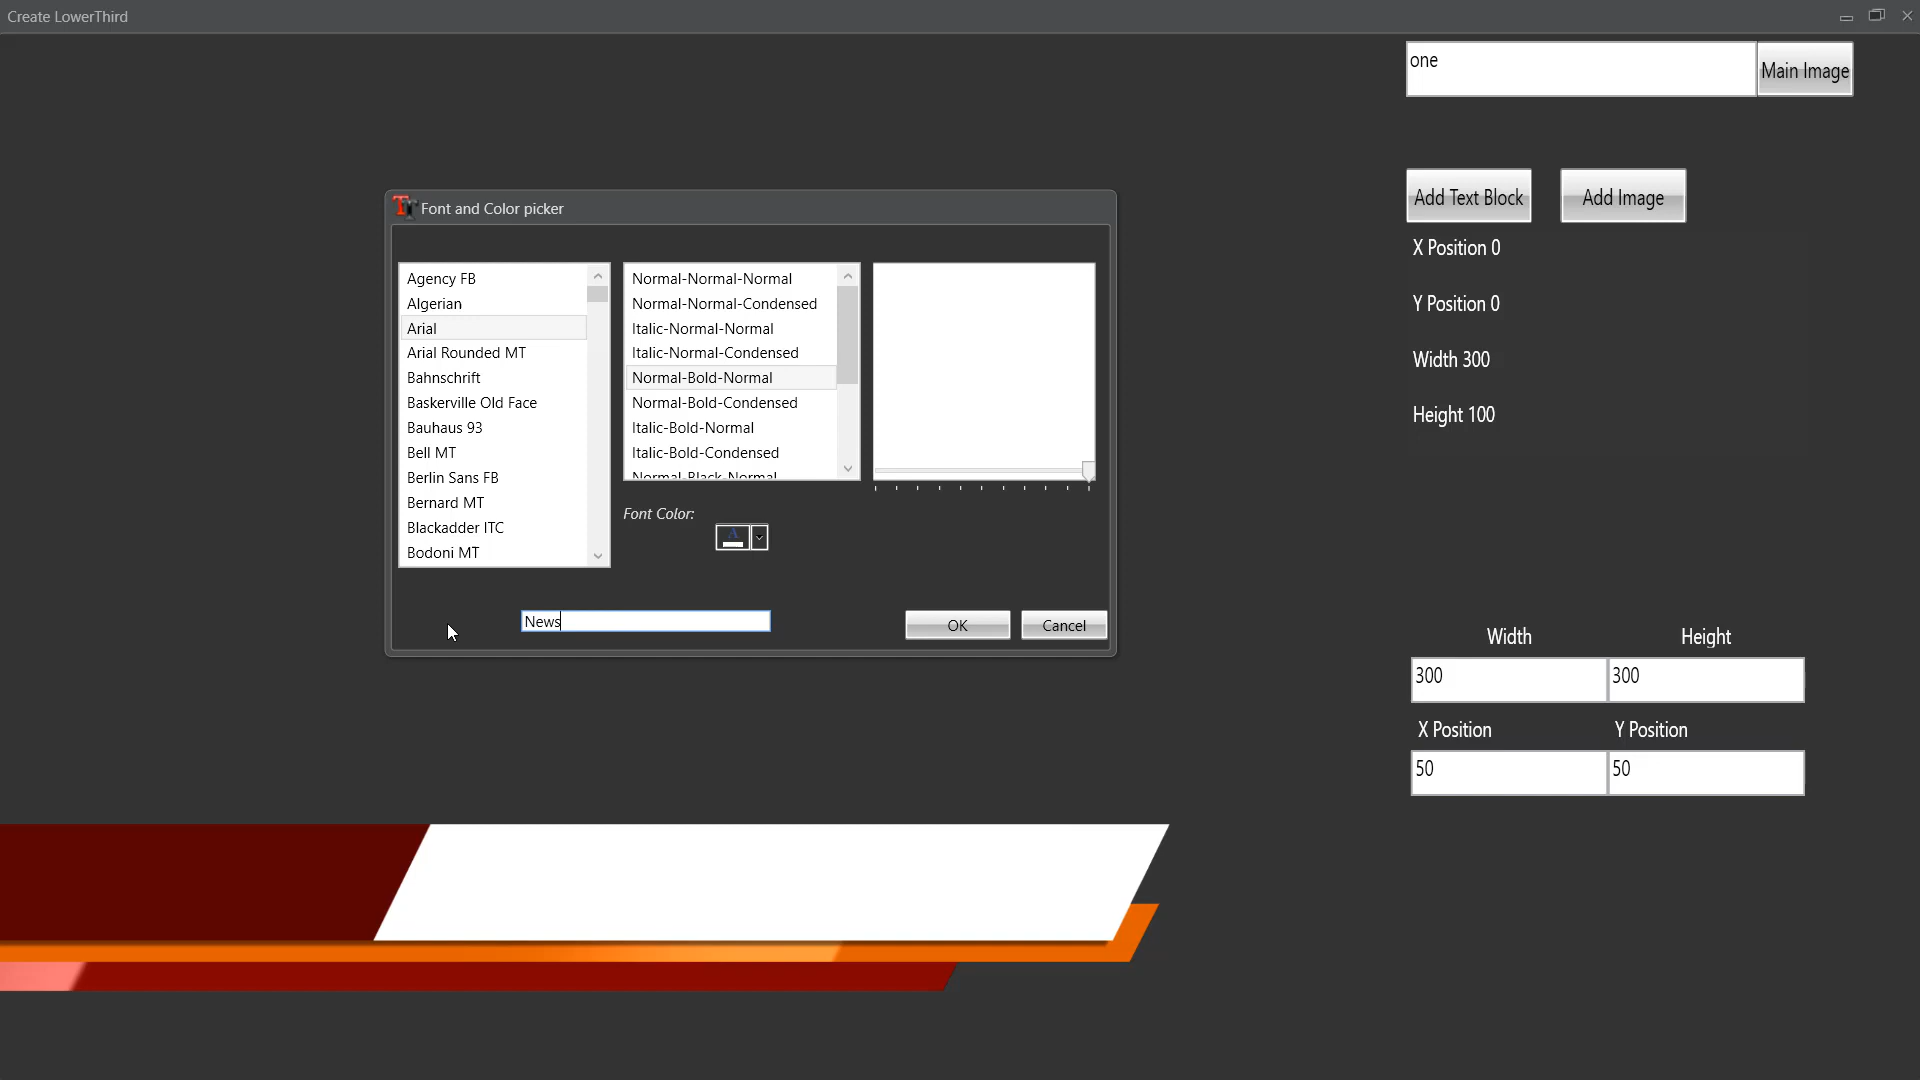 Create LowerThird
one
Main Image
Add Text Block
Add Image
X Position 0
Y Position 0
Width 300
Height 100
Font and Color picker
Agency FB
Algerian
Arial
Arial Rounded MT
Bahnschrift
Baskerville Old Face
Bauhaus 93
Bell MT
Berlin Sans FB
Bernard MT
Blackadder ITC
Bodoni MT
Normal-Normal-Normal
Normal-Normal-Condensed
Italic-Normal-Normal
Italic-Normal-Condensed
Normal-Bold-Normal
Normal-Bold-Condensed
Italic-Bold-Normal
Italic-Bold-Condensed
Normal-Black-Normal
Font Color:
A
News
OK
Cancel
Width
Height
300
300
X Position
Y Position
50
50